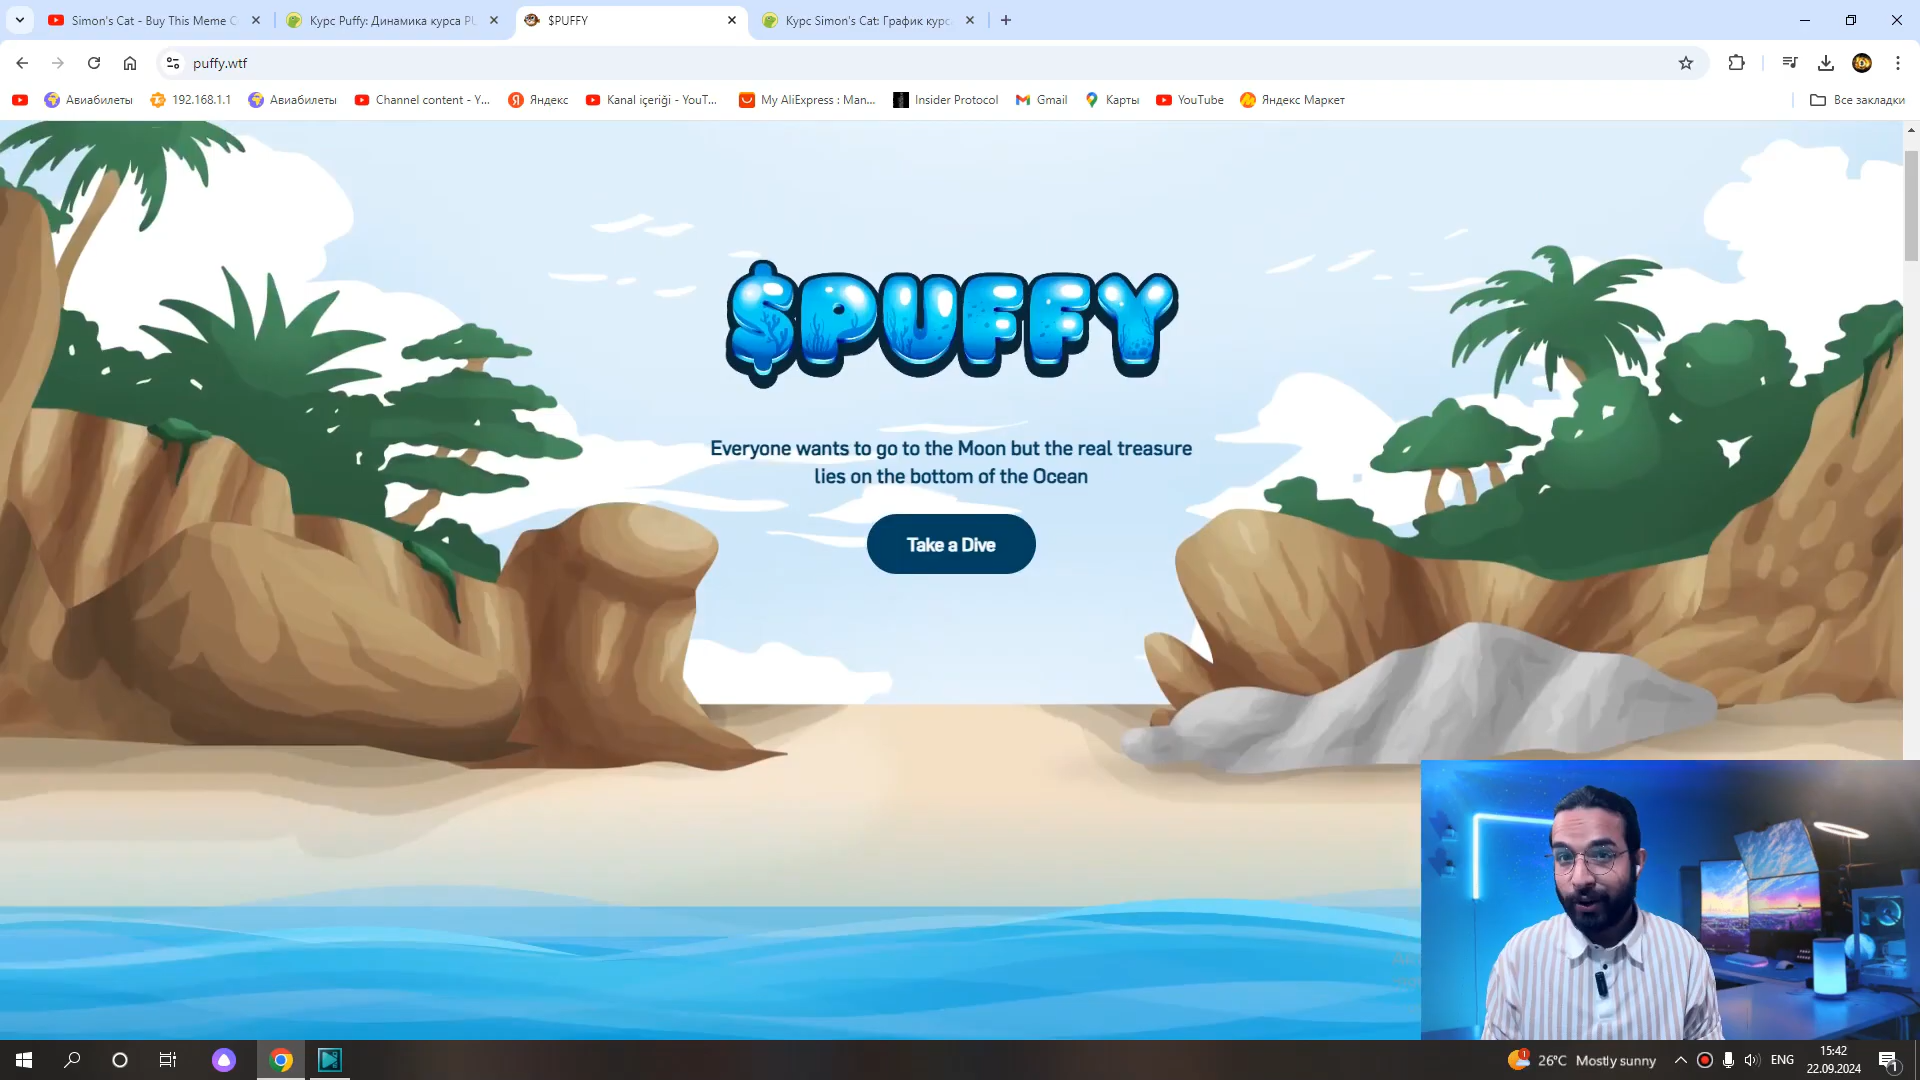 Simon's Cat - Buy This Meme C
Курс Puffy: Динамика курса PU
$PUFFY
Курс Simon's Cat: График курс
puffy.wtf
Авиабилеты
192.168.1.1
Авиабилеты
Channel content - Y...
Яндекс
Kanal içeriği - YouT...
My AliExpress : Man...
Insider Protocol
Gmail
Карты
YouTube
Яндекс Маркет
Все закладки
$PUFFY
Everyone wants to go to the Moon but the real treasure
lies on the bottom of the Ocean
Take a Dive
26°C Mostly sunny
ENG
15:42
22.09.2024